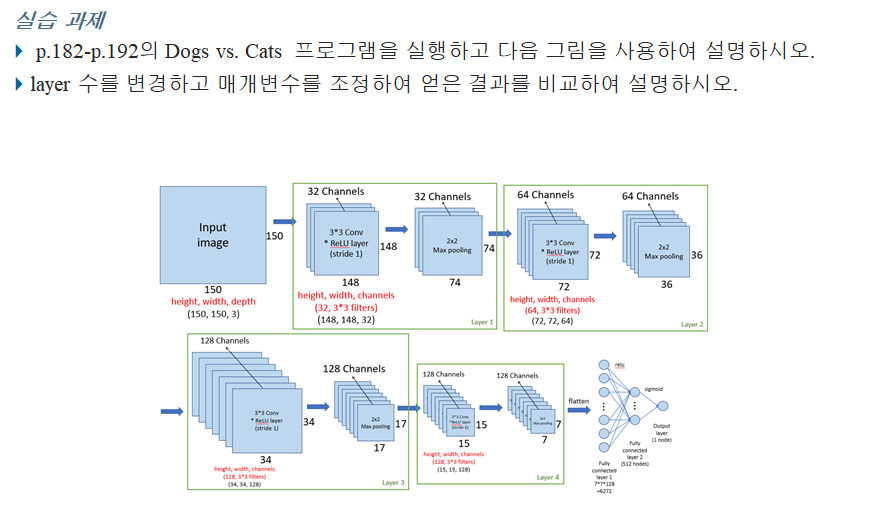 실습 과제
p.182-p.192의 Dogs vs. Cats 프로그램을 실행하고 다음 그림을 사용하여 설명하시오.
layer 수를 변경하고 매개변수를 조정하여 얻은 결과를 비교하여 설명하시오.
Input
image
150
150
height, width, depth
(150, 150, 3)
32 Channels
3*3 Conv
* ReLU layer
(stride 1)
148
148
height, width, channels
(32, 3*3 filters)
(148, 148, 32)
32 Channels
2x2
Max pooling
74
74
Layer 1
64 Channels
3*3 Conv
* ReLU layer
(stride 1)
72
72
height, width, channels
(64, 3*3 filters)
(72, 72, 64)
64 Channels
2x2
Max pooling
36
36
Layer 2
128 Channels
3*3 Conv
* ReLU layer
(stride 1)
34
34
height, width, channels
(128, 3*3 filters)
(34, 34, 128)
128 Channels
2x2
Max pooling
17
17
Layer 3
128 Channels
3*3 Conv
* ReLU layer
(stride 1)
15
15
height, width, channels
(128, 3*3 filters)
(15, 15, 128)
128 Channels
2x2
Max pooling
7
7
Layer 4
flatten
relu
sigmoid
Output
layer
(1 node)
Fully
connected
layer 2
(512 nodes)
Fully
connected
layer 1
7*7*128
=6272